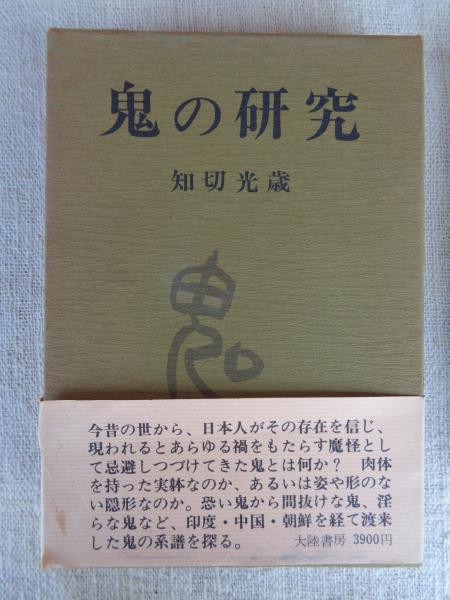 鬼の研究
知切光歳
鬼
今昔の世から、日本人がその存在を信じ、
現われるとあらゆる禍をもたらす魔怪とし
て忌避しつづけてきた鬼とは何か？　肉体
を持った実躰なのか、あるいは姿や形のな
い隠形なのか。恐い鬼から間抜けな鬼、淫
らな鬼など、印度・中国・朝鮮を経て渡来
した鬼の系譜を探る。　大陸書房 3900円